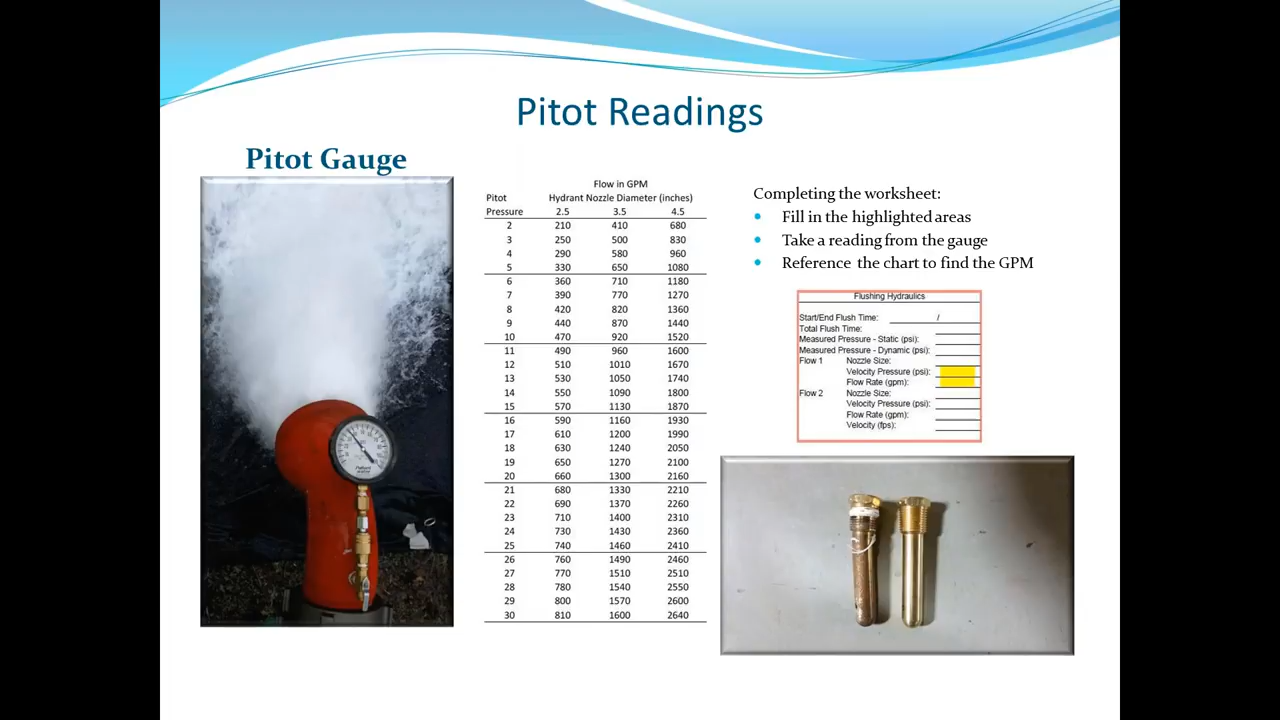 Pitot Readings
Pitot Gauge
Flow in GPM
Pitot Hydrant Nozzle Diameter (inches)
Pressure 2.5 3.5 4.5
2 210 410 680
3 250 500 830
4 290 580 960
5 330 650 1080
6 360 710 1180
7 390 770 1270
8 420 820 1360
9 440 870 1440
10 470 920 1520
11 490 960 1600
12 510 1010 1670
13 530 1050 1740
14 550 1090 1800
15 570 1130 1870
16 590 1160 1930
17 610 1200 1990
18 630 1240 2050
19 650 1270 2100
20 660 1300 2160
21 680 1330 2210
22 690 1370 2260
23 710 1400 2310
24 730 1430 2360
25 740 1460 2410
26 760 1490 2460
27 770 1510 2510
28 780 1540 2550
29 800 1570 2600
30 810 1600 2640
Completing the worksheet:
• Fill in the highlighted areas
• Take a reading from the gauge
• Reference the chart to find the GPM
Flushing Hydraulics
Start/End Flush Time: /
Total Flush Time:
Measured Pressure - Static (psi):
Measured Pressure - Dynamic (psi):
Flow 1 Nozzle Size:
Velocity Pressure (psi):
Flow Rate (gpm):
Flow 2 Nozzle Size:
Velocity Pressure (psi):
Flow Rate (gpm):
Velocity (fps):